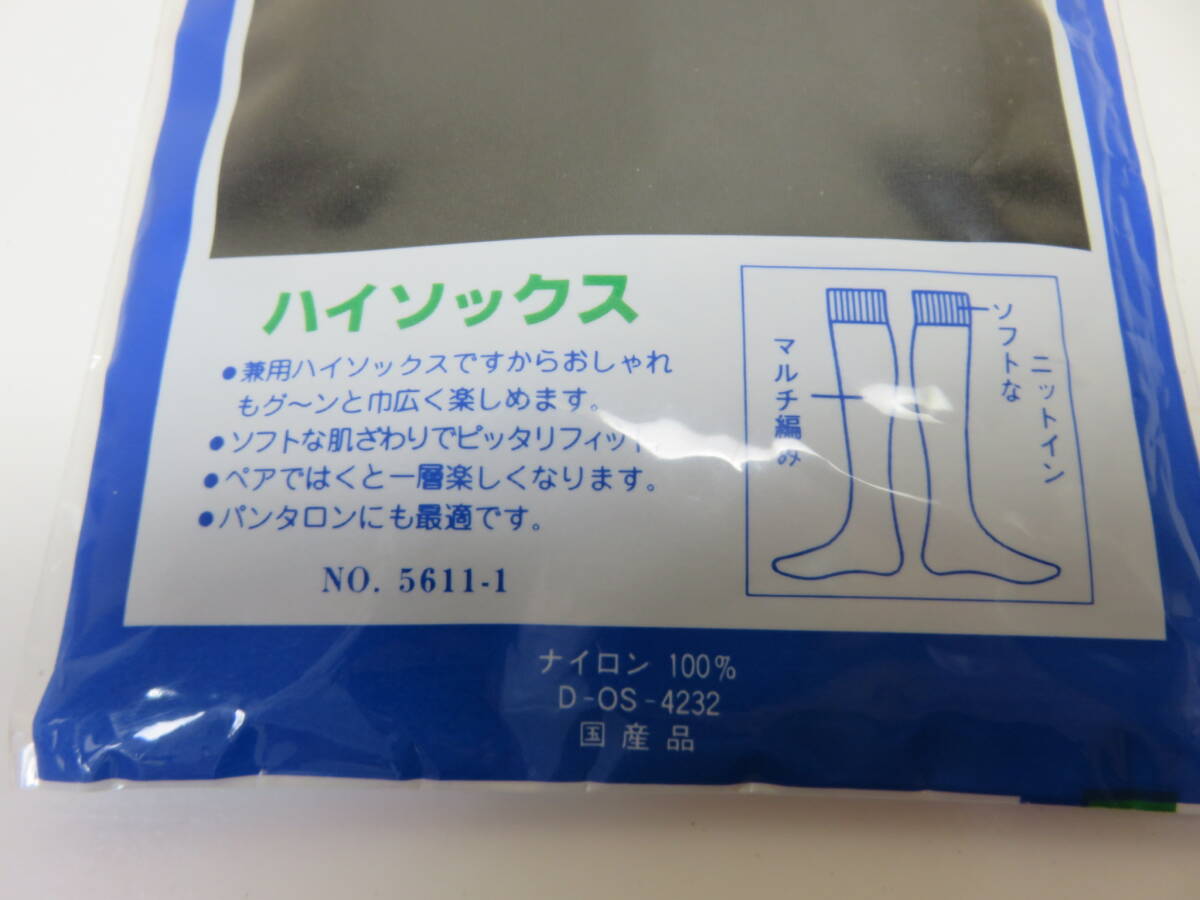 ハイソックス
●兼用ハイソックスですからおしゃれ
もグ〜ンと巾広く楽しめます。
●ソフトな肌ざわりでピッタリフィット
●ペアではくと一層楽しくなります。
●パンタロンにも最適です。
NO. 5611-1
マルチ編み
ソフトな
ニットイン
ナイロン 100%
D-OS-4232
国産品